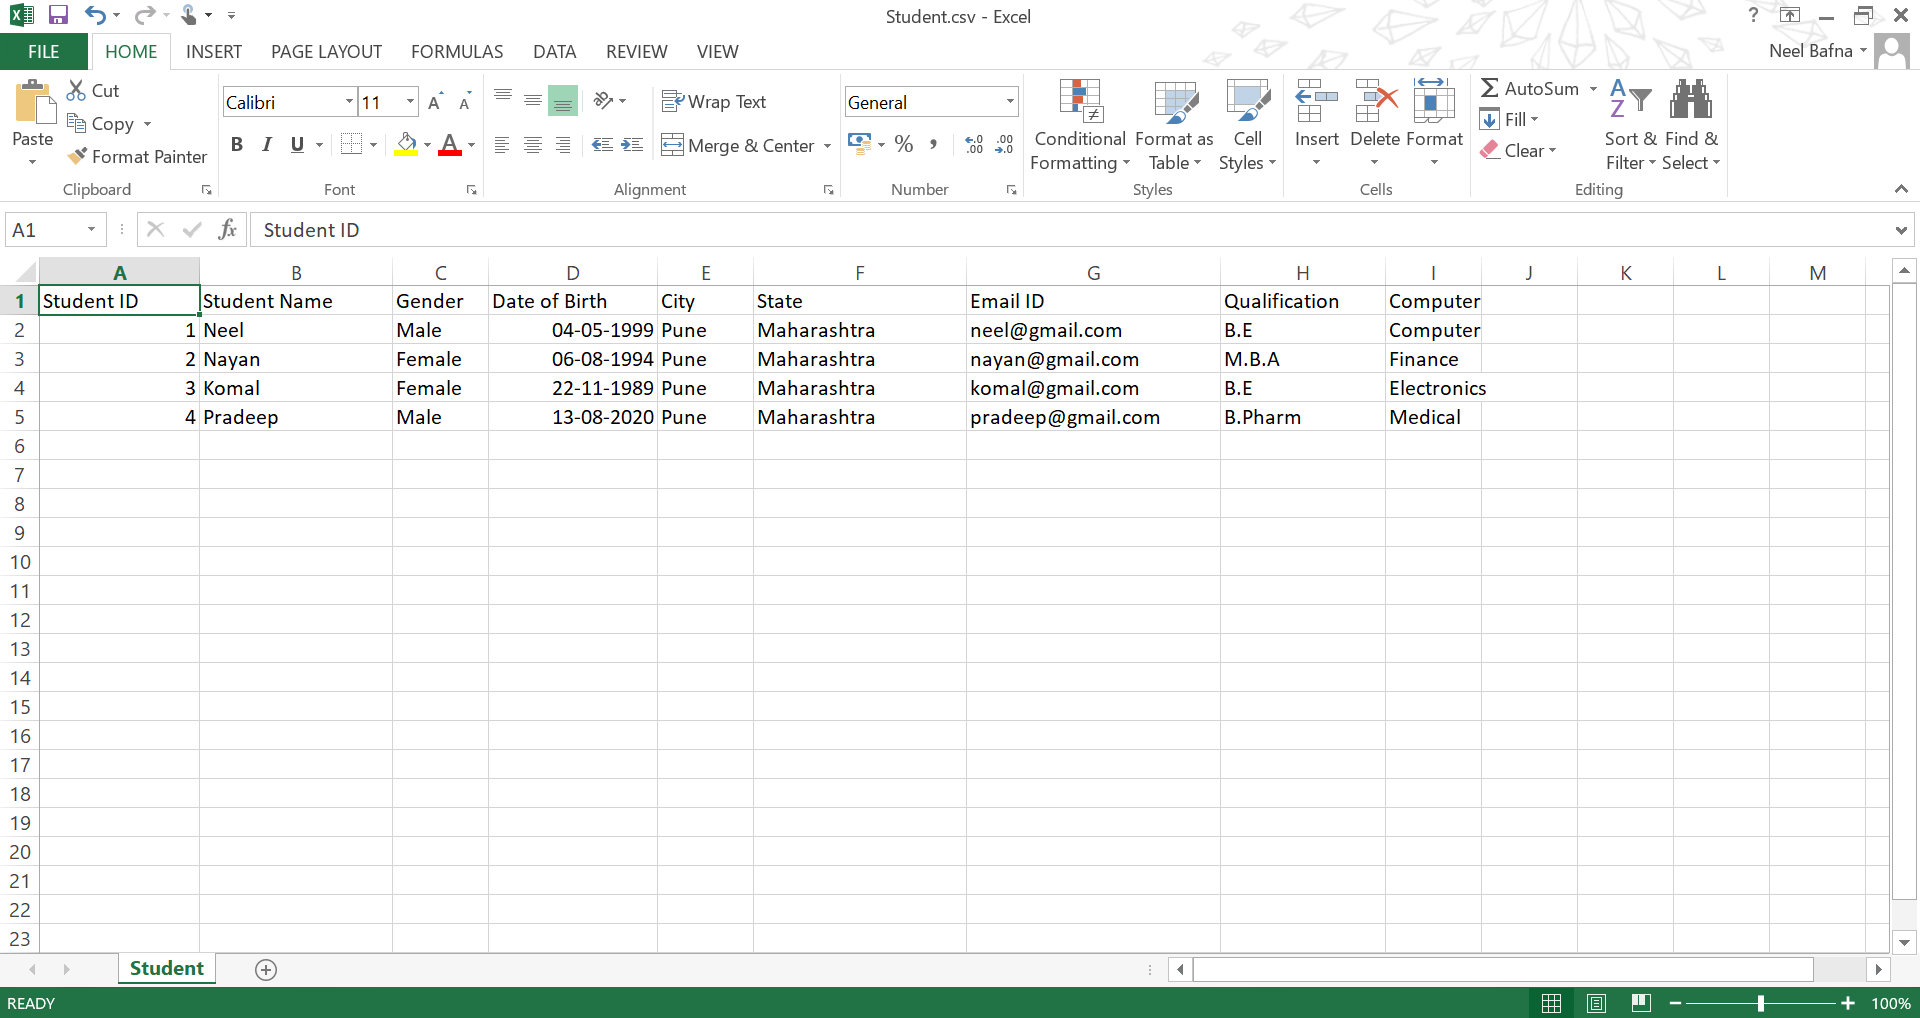 Student.csv - Excel
?
FILE HOME INSERT PAGE LAYOUT FORMULAS DATA REVIEW VIEW Neel Bafna
Paste
Cut
Copy
Format Painter
Clipboard
Calibri 11
B I U
Font
Wrap Text
Merge & Center
Alignment
General
% ,
Number
Conditional Formatting
Format as Table
Cell Styles
Styles
Insert
Delete
Format
Cells
AutoSum
Fill
Clear
Sort & Filter
Find & Select
Editing
A1 fx Student ID
A B C D E F G H I J K L M
1 Student ID Student Name Gender Date of Birth City State Email ID Qualification Computer
2 1 Neel Male 04-05-1999 Pune Maharashtra neel@gmail.com B.E Computer
3 2 Nayan Female 06-08-1994 Pune Maharashtra nayan@gmail.com M.B.A Finance
4 3 Komal Female 22-11-1989 Pune Maharashtra komal@gmail.com B.E Electronics
5 4 Pradeep Male 13-08-2020 Pune Maharashtra pradeep@gmail.com B.Pharm Medical
6
7
8
9
10
11
12
13
14
15
16
17
18
19
20
21
22
23
Student
READY 100%